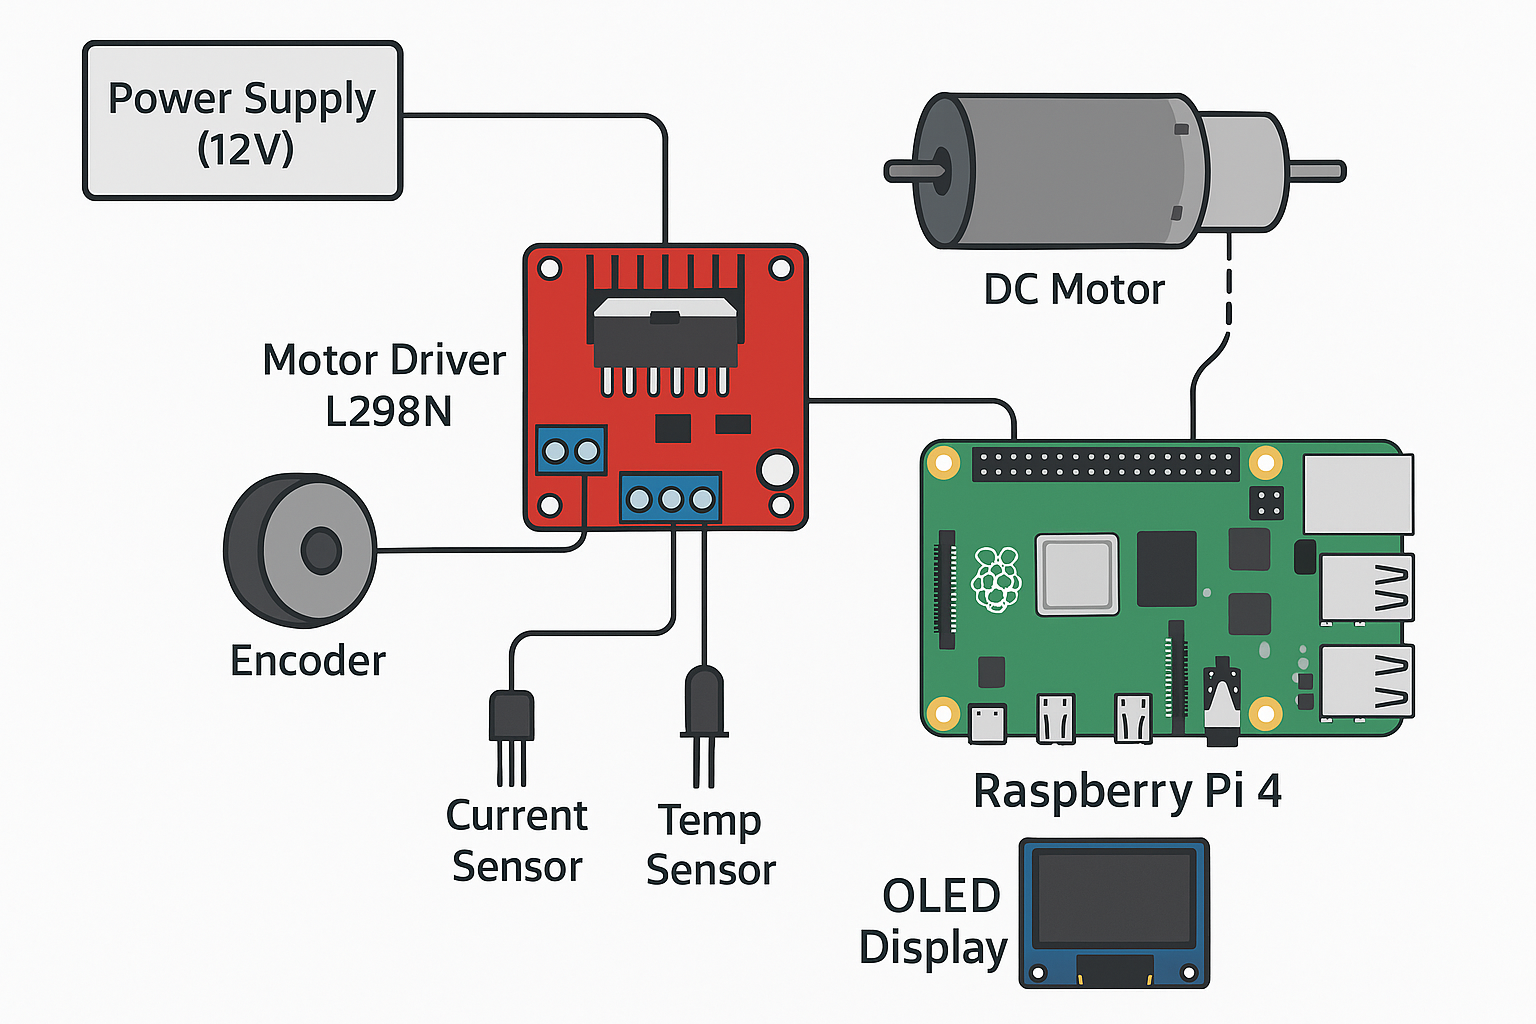 Power Supply
(12V)
DC Motor
Motor Driver
L298N
Encoder
Current
Sensor
Temp
Sensor
Raspberry Pi 4
OLED
Display